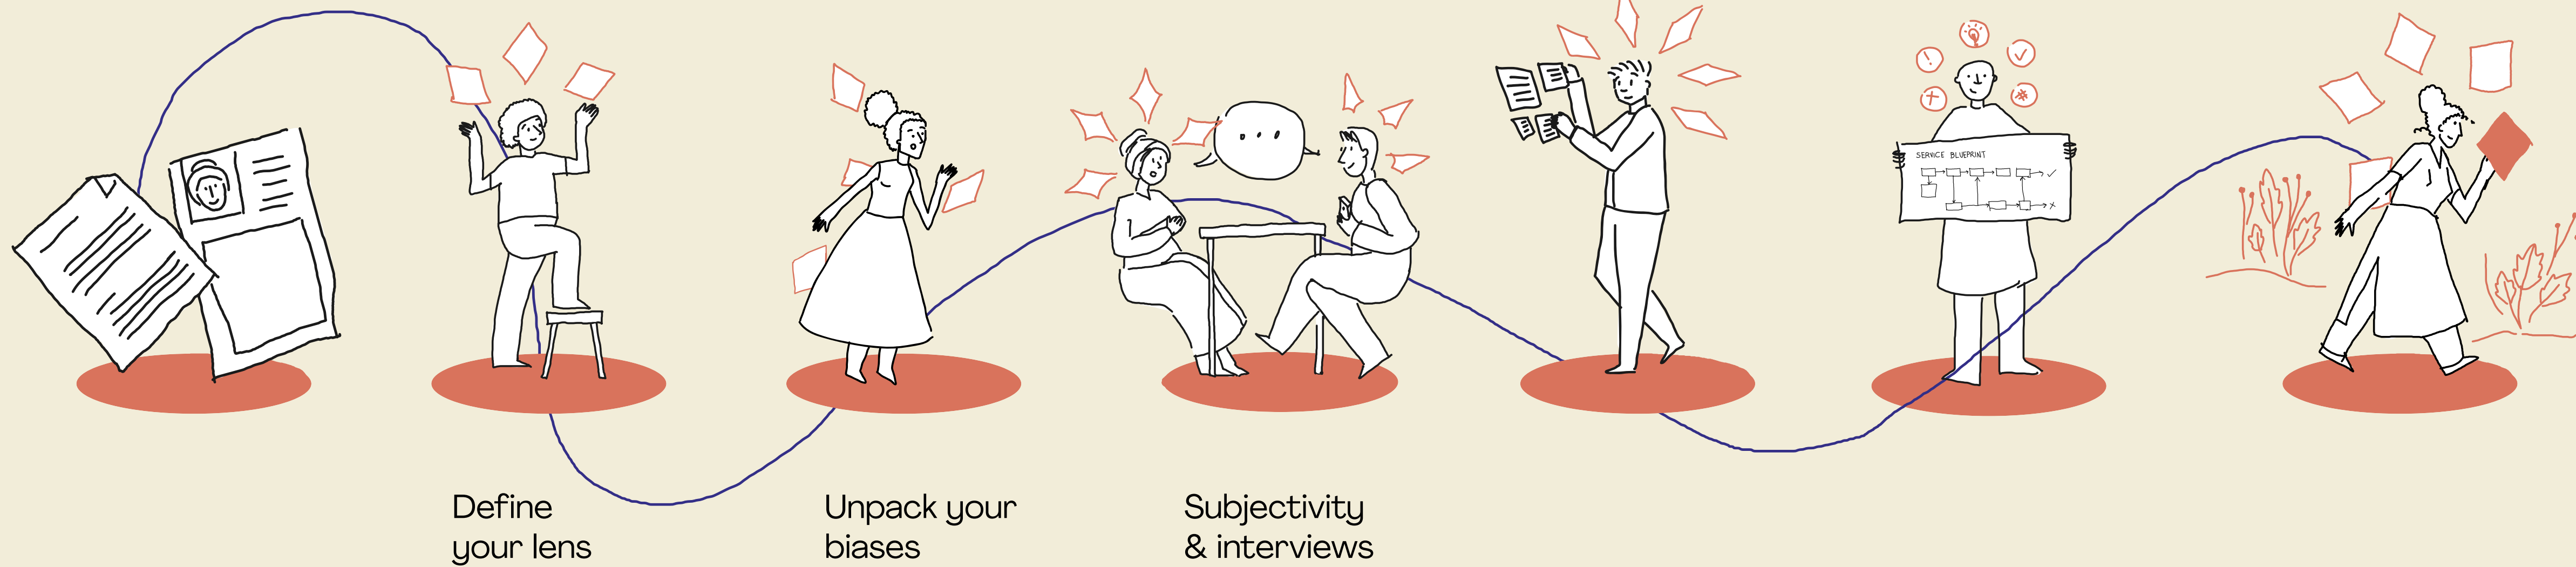 SERVICE BLUEPRINT
Define
your lens
Unpack your
biases
Subjectivity
& interviews